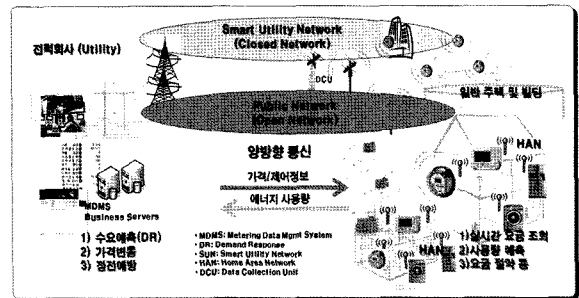 Smart Utility Network
(Closed Network)
전력회사 (Utility)
DCU
일반 주택 및 빌딩
Public Network
(Open Network)
양방향 통신
HAN
가격/제어정보
에너지 사용량
MDMS
Business Servers
1) 수요예측(DR)
2) 가격변동
3) 정전예방
• MDMS: Metering Data Mgmt System
• DR: Demand Response
• SUN: Smart Utility Network
• HAN: Home Area Network
• DCU: Data Collection Unit
HAN
1)실시간 요금 조회
2)사용량 예측
3)요금 절약 등